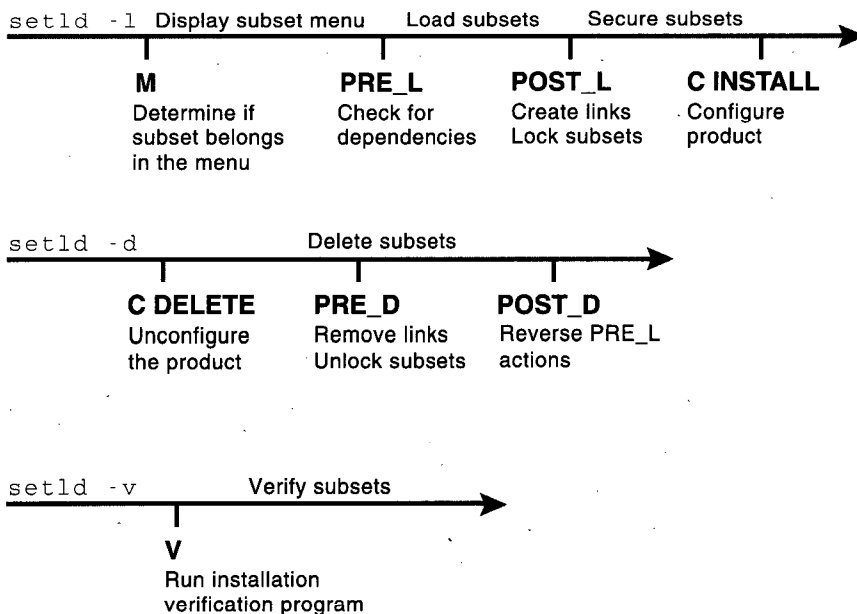 setld -l Display subset menu Load subsets Secure subsets
M PRE_L POST_L C INSTALL
Determine if Check for Create links Configure
subset belongs dependencies Lock subsets product
in the menu
setld -d Delete subsets
C DELETE PRE_D POST_D
Unconfigure Remove links Reverse PRE_L
the product Unlock subsets actions
setld -v Verify subsets
V
Run installation
verification program